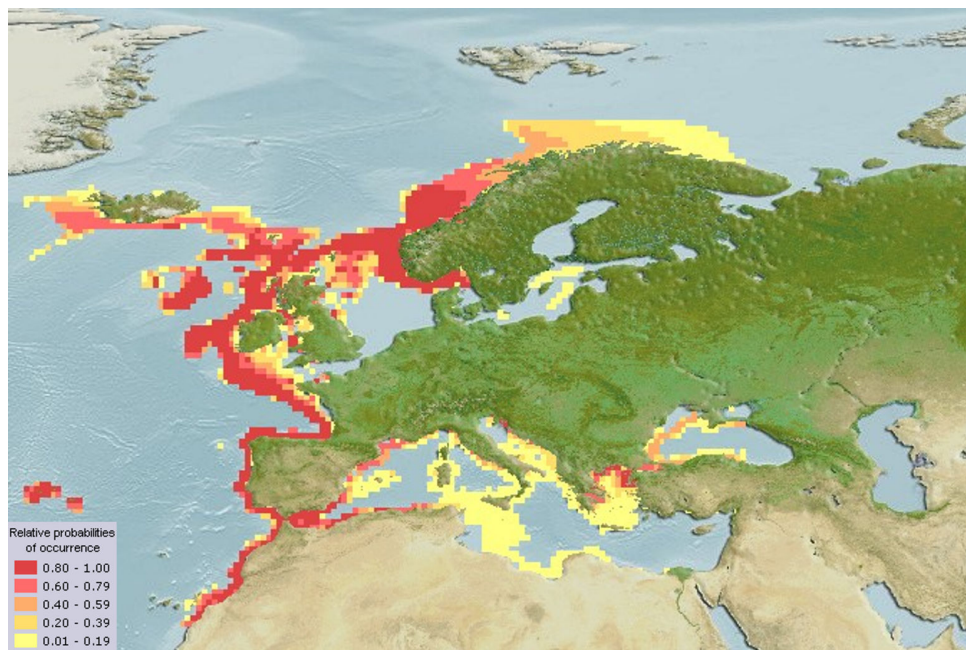 Relative probabilities
of occurrence
0.80 - 1.00
0.60 - 0.79
0.40 - 0.59
0.20 - 0.39
0.01 - 0.19